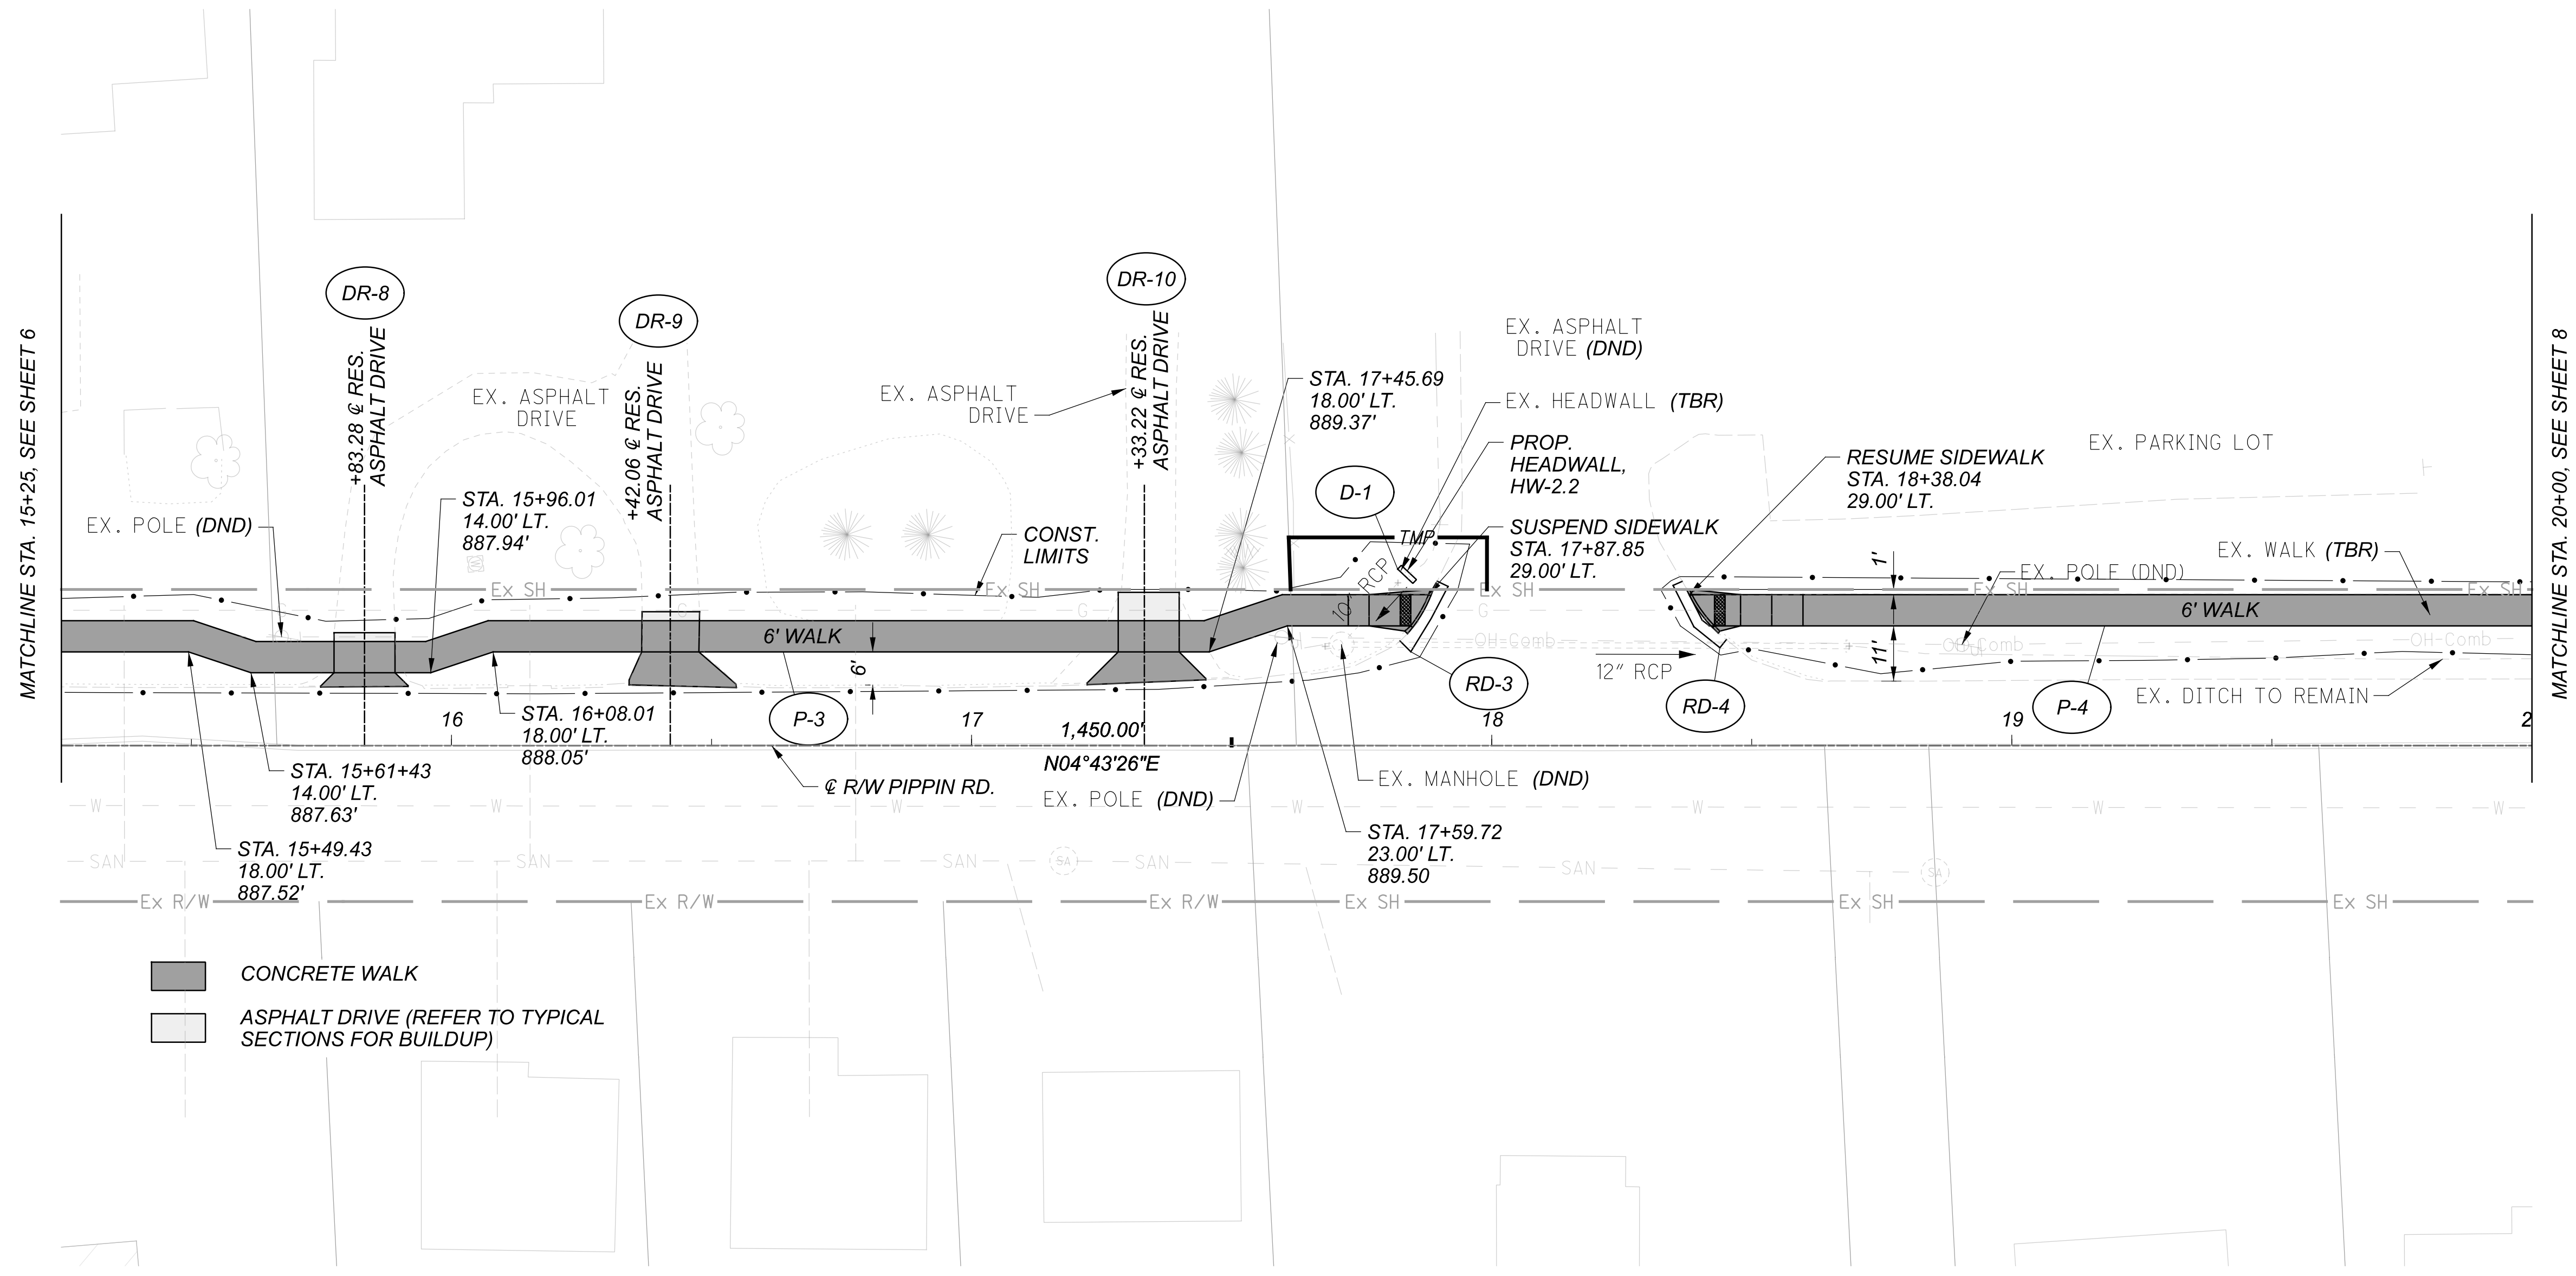 MATCHLINE STA. 15+25, SEE SHEET 6
DR-8
+83.28 ℄ RES.
ASPHALT DRIVE
DR-9
+42.06 ℄ RES.
ASPHALT DRIVE
DR-10
+33.22 ℄ RES.
ASPHALT DRIVE
EX. ASPHALT
DRIVE
EX. ASPHALT
DRIVE
EX. ASPHALT
DRIVE (DND)
STA. 17+45.69
18.00' LT.
889.37'
EX. HEADWALL (TBR)
PROP.
HEADWALL,
HW-2.2
D-1
SUSPEND SIDEWALK
STA. 17+87.85
29.00' LT.
RESUME SIDEWALK
STA. 18+38.04
29.00' LT.
EX. PARKING LOT
EX. POLE (DND)
STA. 15+96.01
14.00' LT.
887.94'
CONST.
LIMITS
TMP
10" RCP
EX. WALK (TBR)
EX. POLE (DND)
1'
Ex SH
Ex SH
Ex SH
Ex SH
Ex SH
G
G
G
6' WALK
6' WALK
6'
11'
OH-Comb
OH-Comb
OH-Comb
12" RCP
RD-3
RD-4
P-3
P-4
EX. DITCH TO REMAIN
16
17
18
19
2
1,450.00'
N04°43'26"E
STA. 16+08.01
18.00' LT.
888.05'
STA. 15+61+43
14.00' LT.
887.63'
STA. 15+49.43
18.00' LT.
887.52'
℄ R/W PIPPIN RD.
EX. POLE (DND)
EX. MANHOLE (DND)
STA. 17+59.72
23.00' LT.
889.50
W
W
W
W
W
W
W
SAN
SAN
SAN
SA
SAN
SAN
SA
Ex R/W
Ex R/W
Ex R/W
Ex SH
Ex SH
Ex SH
CONCRETE WALK
ASPHALT DRIVE (REFER TO TYPICAL
SECTIONS FOR BUILDUP)
MATCHLINE STA. 20+00, SEE SHEET 8